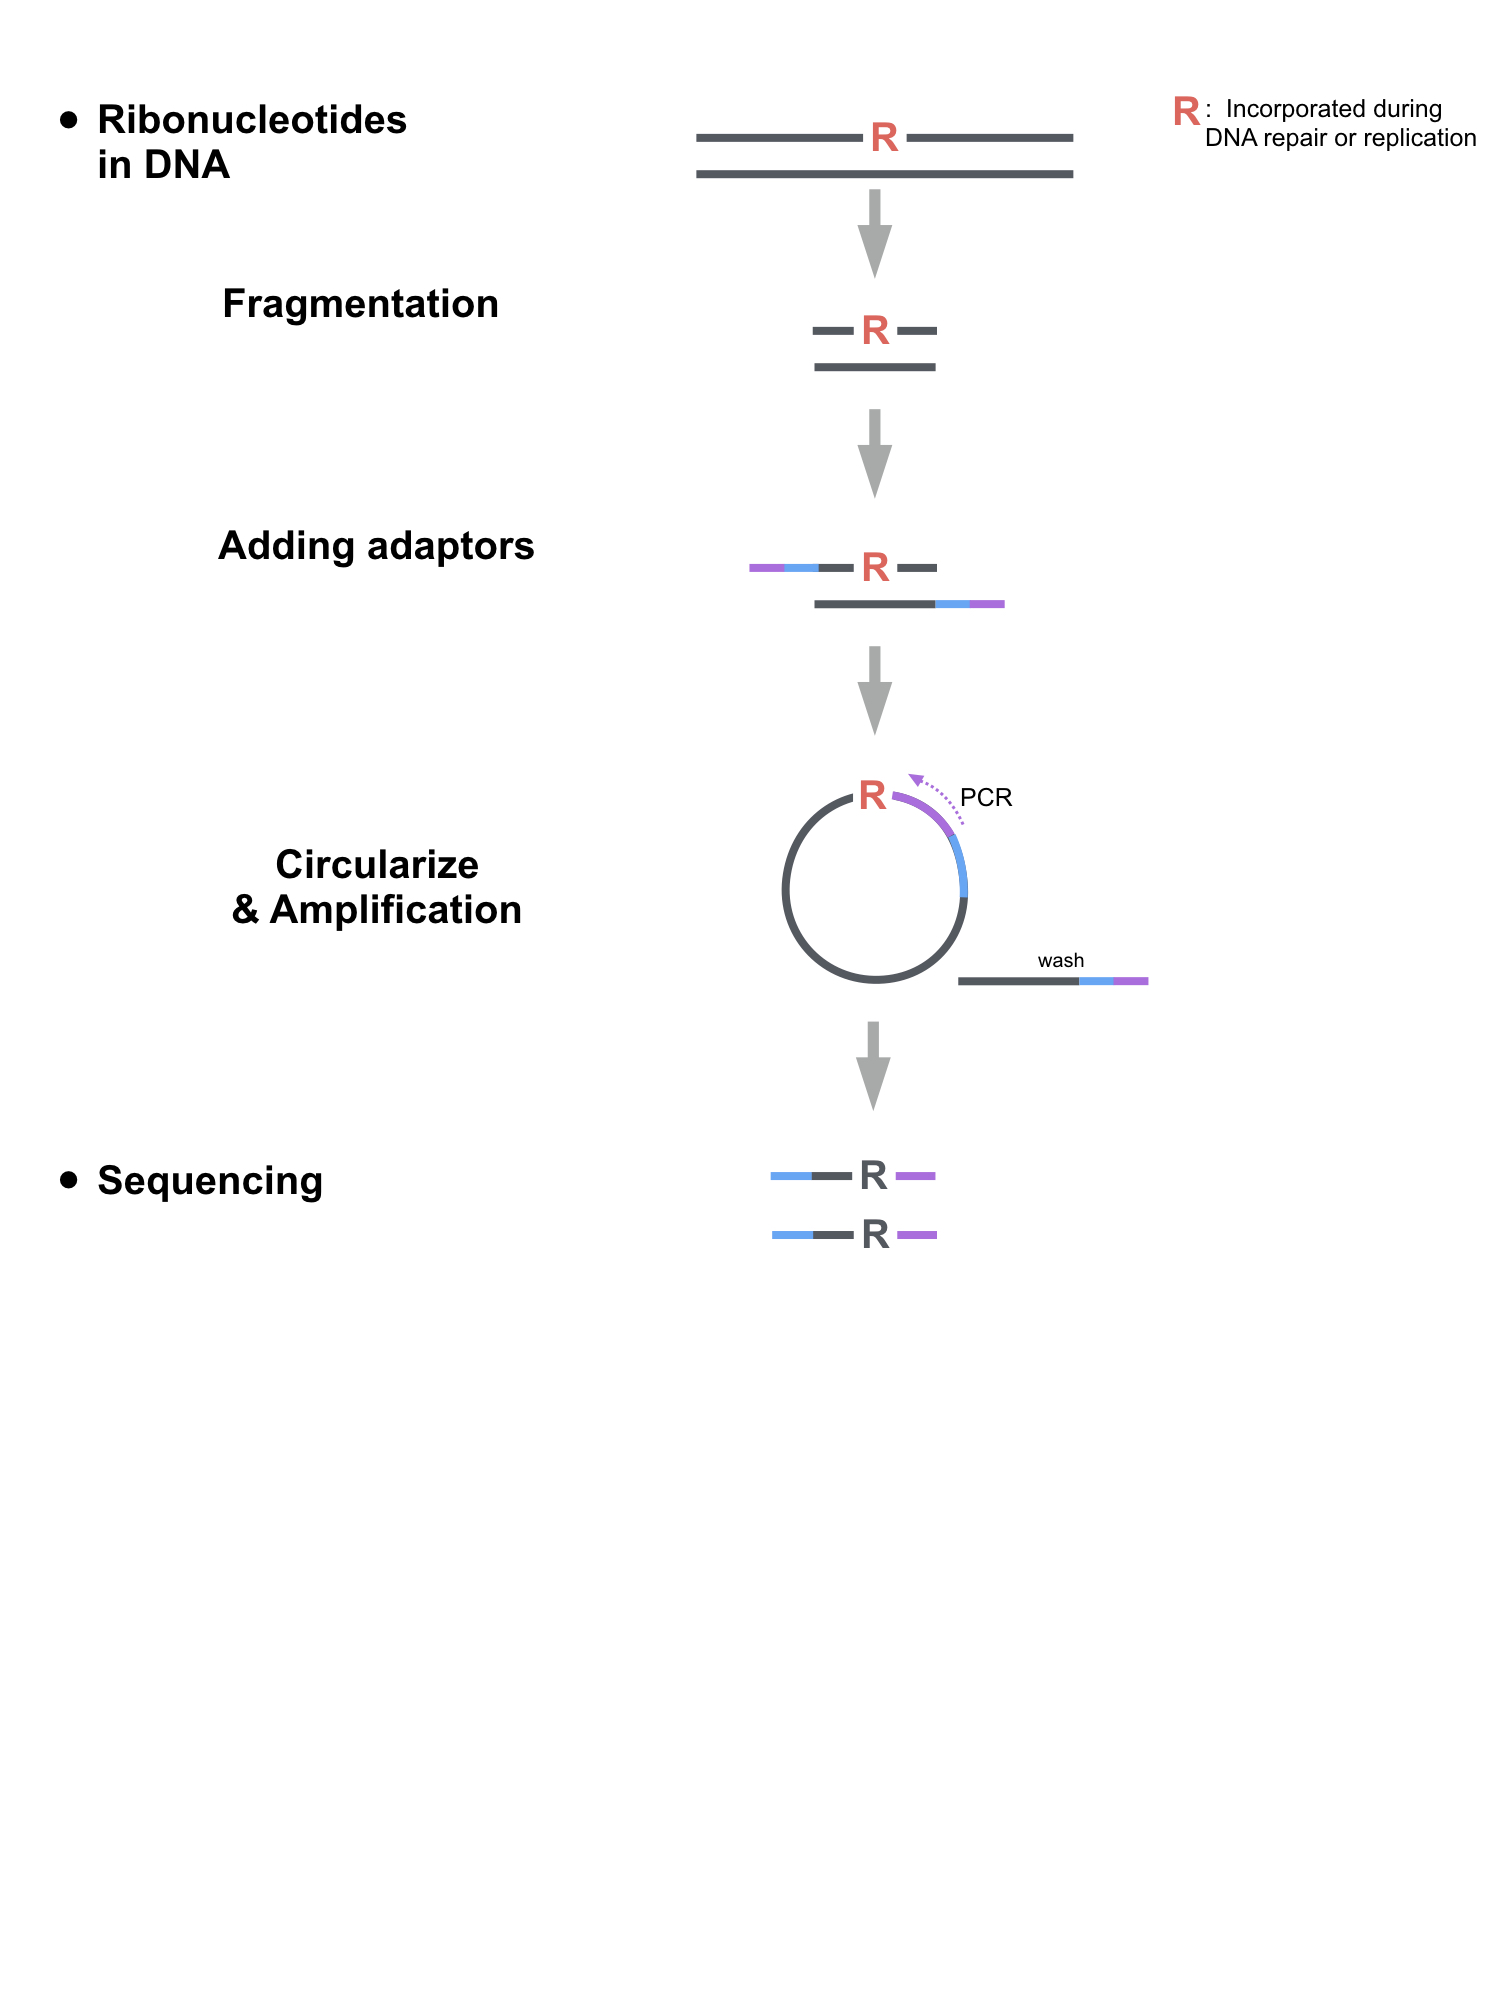 • Ribonucleotides
in DNA
R
R : Incorporated during
DNA repair or replication
Fragmentation
R
Adding adaptors
R
R
PCR
Circularize
& Amplification
wash
• Sequencing
R
R